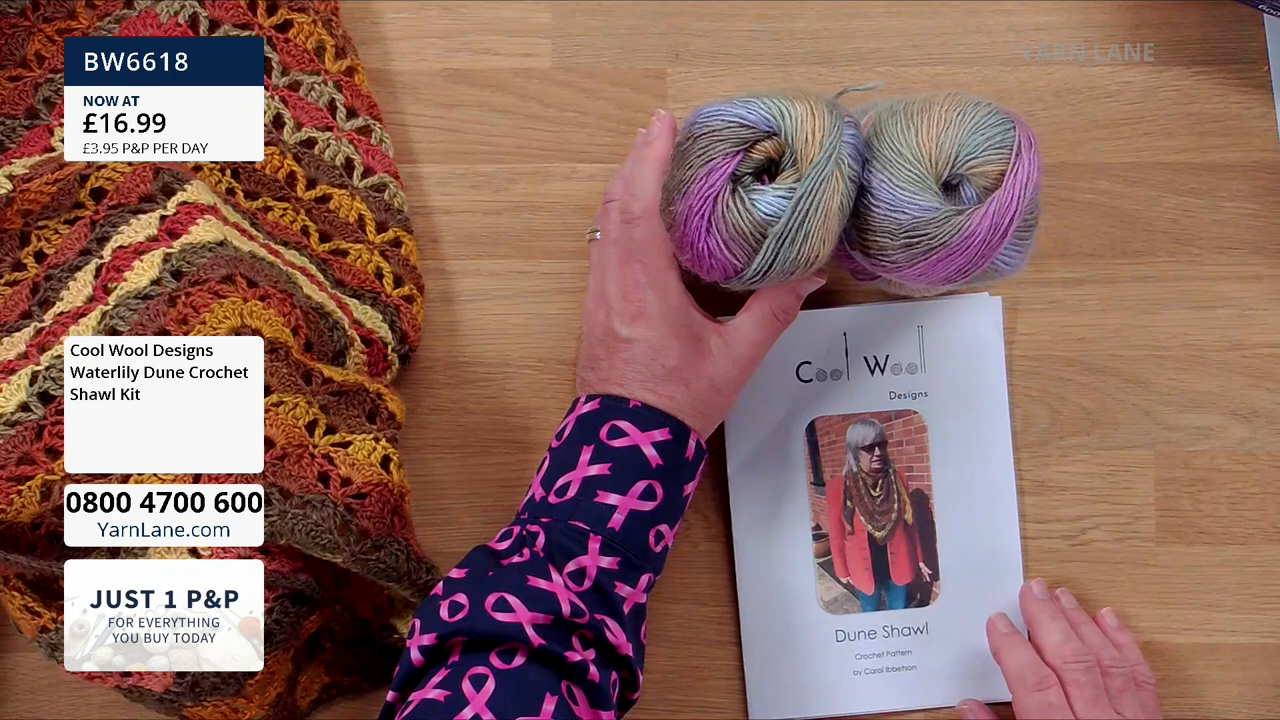 BW6618
NOW AT
£16.99
£3.95 P&P PER DAY
Cool Wool Designs
Waterlily Dune Crochet
Shawl Kit
0800 4700 600
YarnLane.com
JUST 1 P&P
FOR EVERYTHING
YOU BUY TODAY
YARN LANE
Cool Wool
Designs
Dune Shawl
Crochet Pattern
by Carol Ibbetson